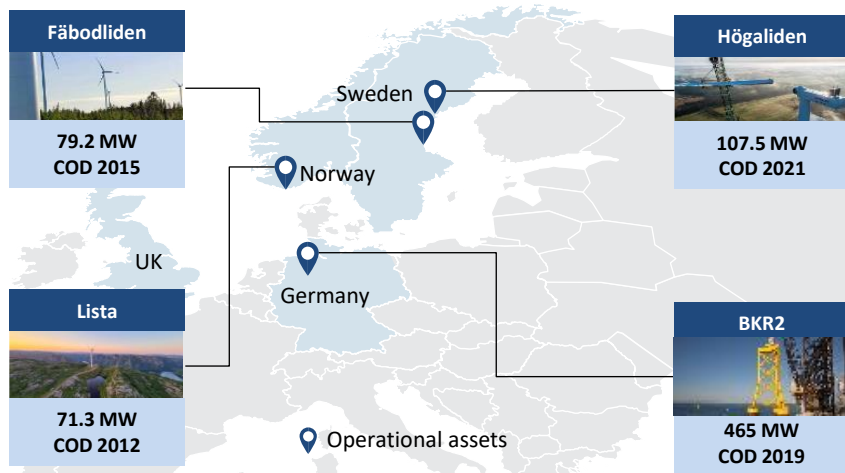 Fäbodliden
79.2 MW
COD 2015
Högaliden
107.5 MW
COD 2021
Sweden
Norway
UK
Germany
Lista
71.3 MW
COD 2012
BKR2
465 MW
COD 2019
Operational assets